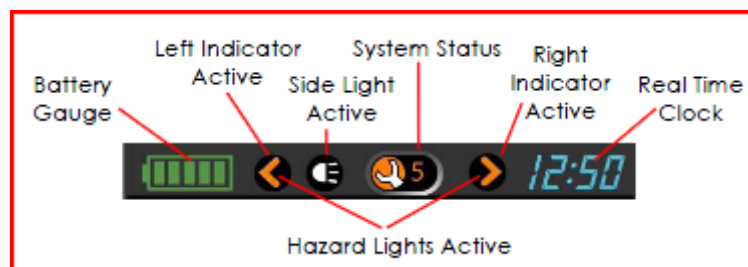 Left Indicator
Active
System Status
Right
Indicator
Active
Battery
Gauge
Side Light
Active
Real Time
Clock
5
12:50
Hazard Lights Active